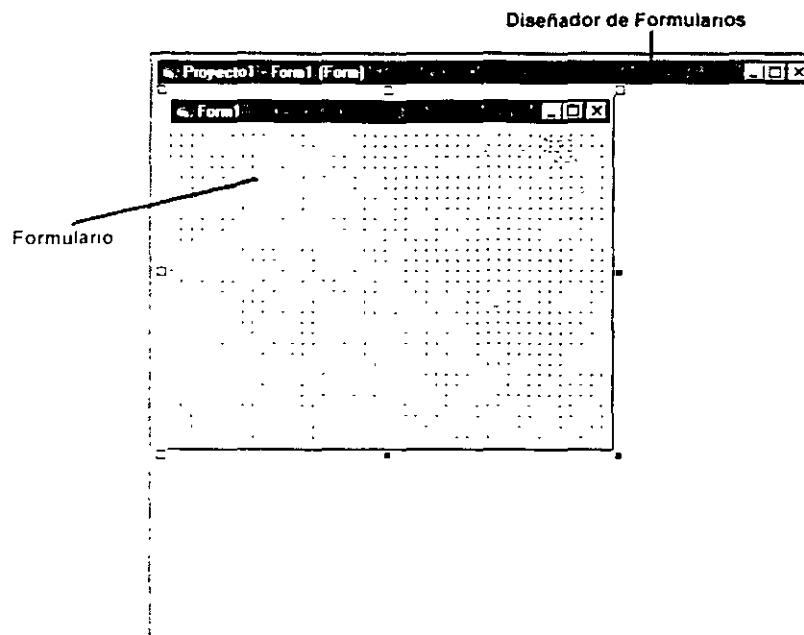 Diseñador de Formularios
Proyecto1 - Form1 (Form)
Form1
Formulario